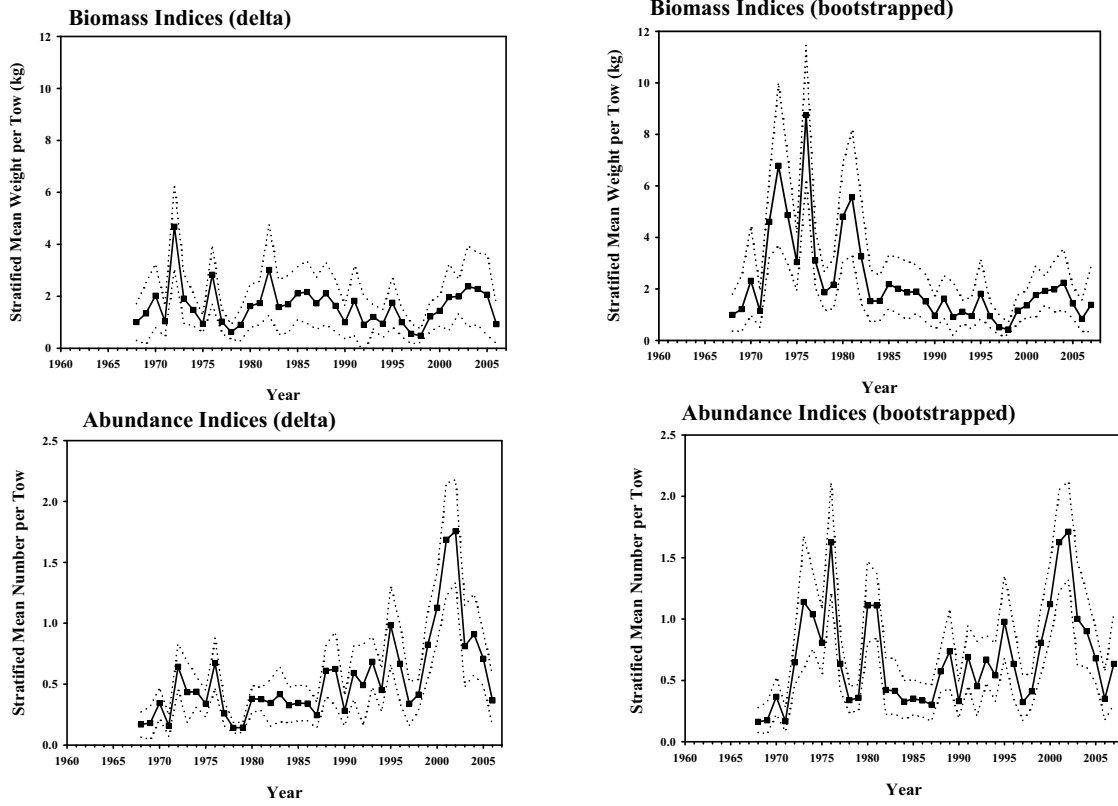 Biomass Indices (delta)
Stratified Mean Weight per Tow (kg)
12
10
8
6
4
2
0
1960 1965 1970 1975 1980 1985 1990 1995 2000 2005
Year
Biomass Indices (bootstrapped)
Stratified Mean Weight per Tow (kg)
12
10
8
6
4
2
0
1960 1965 1970 1975 1980 1985 1990 1995 2000 2005
Year
Abundance Indices (delta)
Stratified Mean Number per Tow
2.5
2.0
1.5
1.0
0.5
0.0
1960 1965 1970 1975 1980 1985 1990 1995 2000 2005
Year
Abundance Indices (bootstrapped)
Stratified Mean Number per Tow
2.5
2.0
1.5
1.0
0.5
0.0
1960 1965 1970 1975 1980 1985 1990 1995 2000 2005
Year